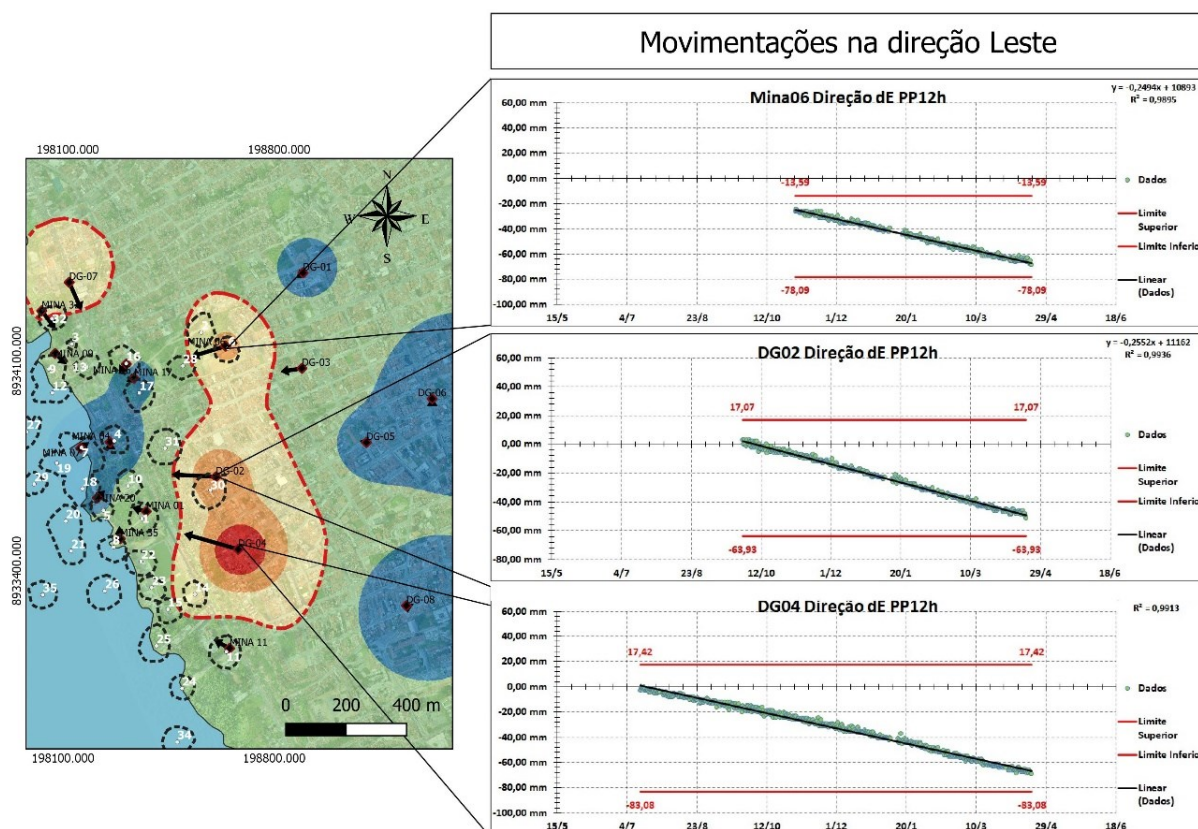 Movimentações na direção Leste
198100.000
198800.000
8934100.000
8933400.000
198100.000
198800.000
N
W
E
S
DG-07
DG-01
MINA 3
32
3
MINA 09
9
13
12
16
MINA 17
17
28
MINA 06
DG-03
DG-06
DG-05
27
MINA 04
4
31
MINA 07
7
19
29
18
10
DG-02
30
MINA 20
20
5
MINA 01
1
MINA 35
8
21
22
DG-04
35
26
23
14
15
DG-08
25
MINA 11
11
24
34
0 200 400 m
Mina06 Direção dE PP12h
y = -0,2494x + 10893
R² = 0,9895
60,00 mm
40,00 mm
20,00 mm
0,00 mm
-20,00 mm
-40,00 mm
-60,00 mm
-80,00 mm
-100,00 mm
-13,59
-13,59
-78,09
-78,09
Dados
Limite
Superior
Limite Inferior
Linear
(Dados)
15/5 4/7 23/8 12/10 1/12 20/1 10/3 29/4 18/6
DG02 Direção dE PP12h
y = -0,2552x + 11162
R² = 0,9936
60,00 mm
40,00 mm
20,00 mm
0,00 mm
-20,00 mm
-40,00 mm
-60,00 mm
-80,00 mm
17,07
17,07
-63,93
-63,93
Dados
Limite
Superior
Limite Inferior
Linear
(Dados)
15/5 4/7 23/8 12/10 1/12 20/1 10/3 29/4 18/6
DG04 Direção dE PP12h
R² = 0,9913
60,00 mm
40,00 mm
20,00 mm
0,00 mm
-20,00 mm
-40,00 mm
-60,00 mm
-80,00 mm
-100,00 mm
17,42
17,42
-83,08
-83,08
Dados
Limite
Superior
Limite Inferior
Linear
(Dados)
15/5 4/7 23/8 12/10 1/12 20/1 10/3 29/4 18/6